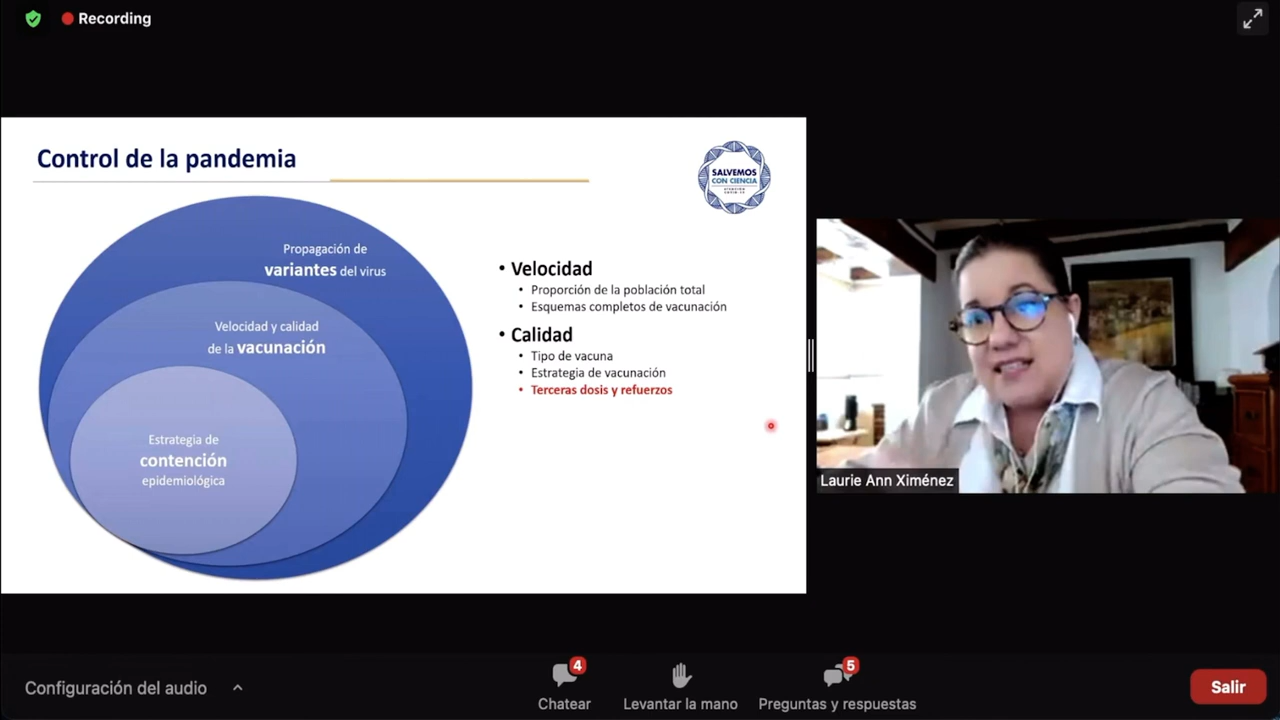 Recording
Control de la pandemia
SALVEMOS
CON CIENCIA
Propagación de
variantes del virus
Velocidad y calidad
de la vacunación
Estrategia de
contención
epidemiológica
• Velocidad
• Proporción de la población total
• Esquemas completos de vacunación
• Calidad
• Tipo de vacuna
• Estrategia de vacunación
• Terceras dosis y refuerzos
Laurie Ann Ximénez
Configuración del audio
4
Chatear
Levantar la mano
5
Preguntas y respuestas
Salir